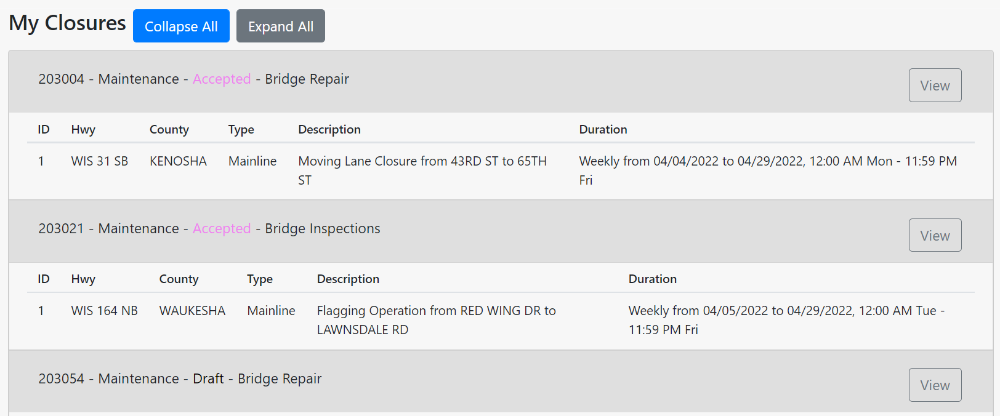 My Closures Collapse All Expand All
203004 - Maintenance - Accepted - Bridge Repair View
ID Hwy County Type Description Duration
1 WIS 31 SB KENOSHA Mainline Moving Lane Closure from 43RD ST to 65TH Weekly from 04/04/2022 to 04/29/2022, 12:00 AM Mon - 11:59 PM
ST Fri
203021 - Maintenance - Accepted - Bridge Inspections View
ID Hwy County Type Description Duration
1 WIS 164 NB WAUKESHA Mainline Flagging Operation from RED WING DR to Weekly from 04/05/2022 to 04/29/2022, 12:00 AM Tue -
LAWNSDALE RD 11:59 PM Fri
203054 - Maintenance - Draft - Bridge Repair View